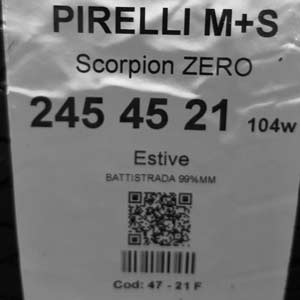 PIRELLI M+S
Scorpion ZERO
245 45 21 104w
Estive
BATTISTRADA 99%MM
Cod: 47 - 21 F